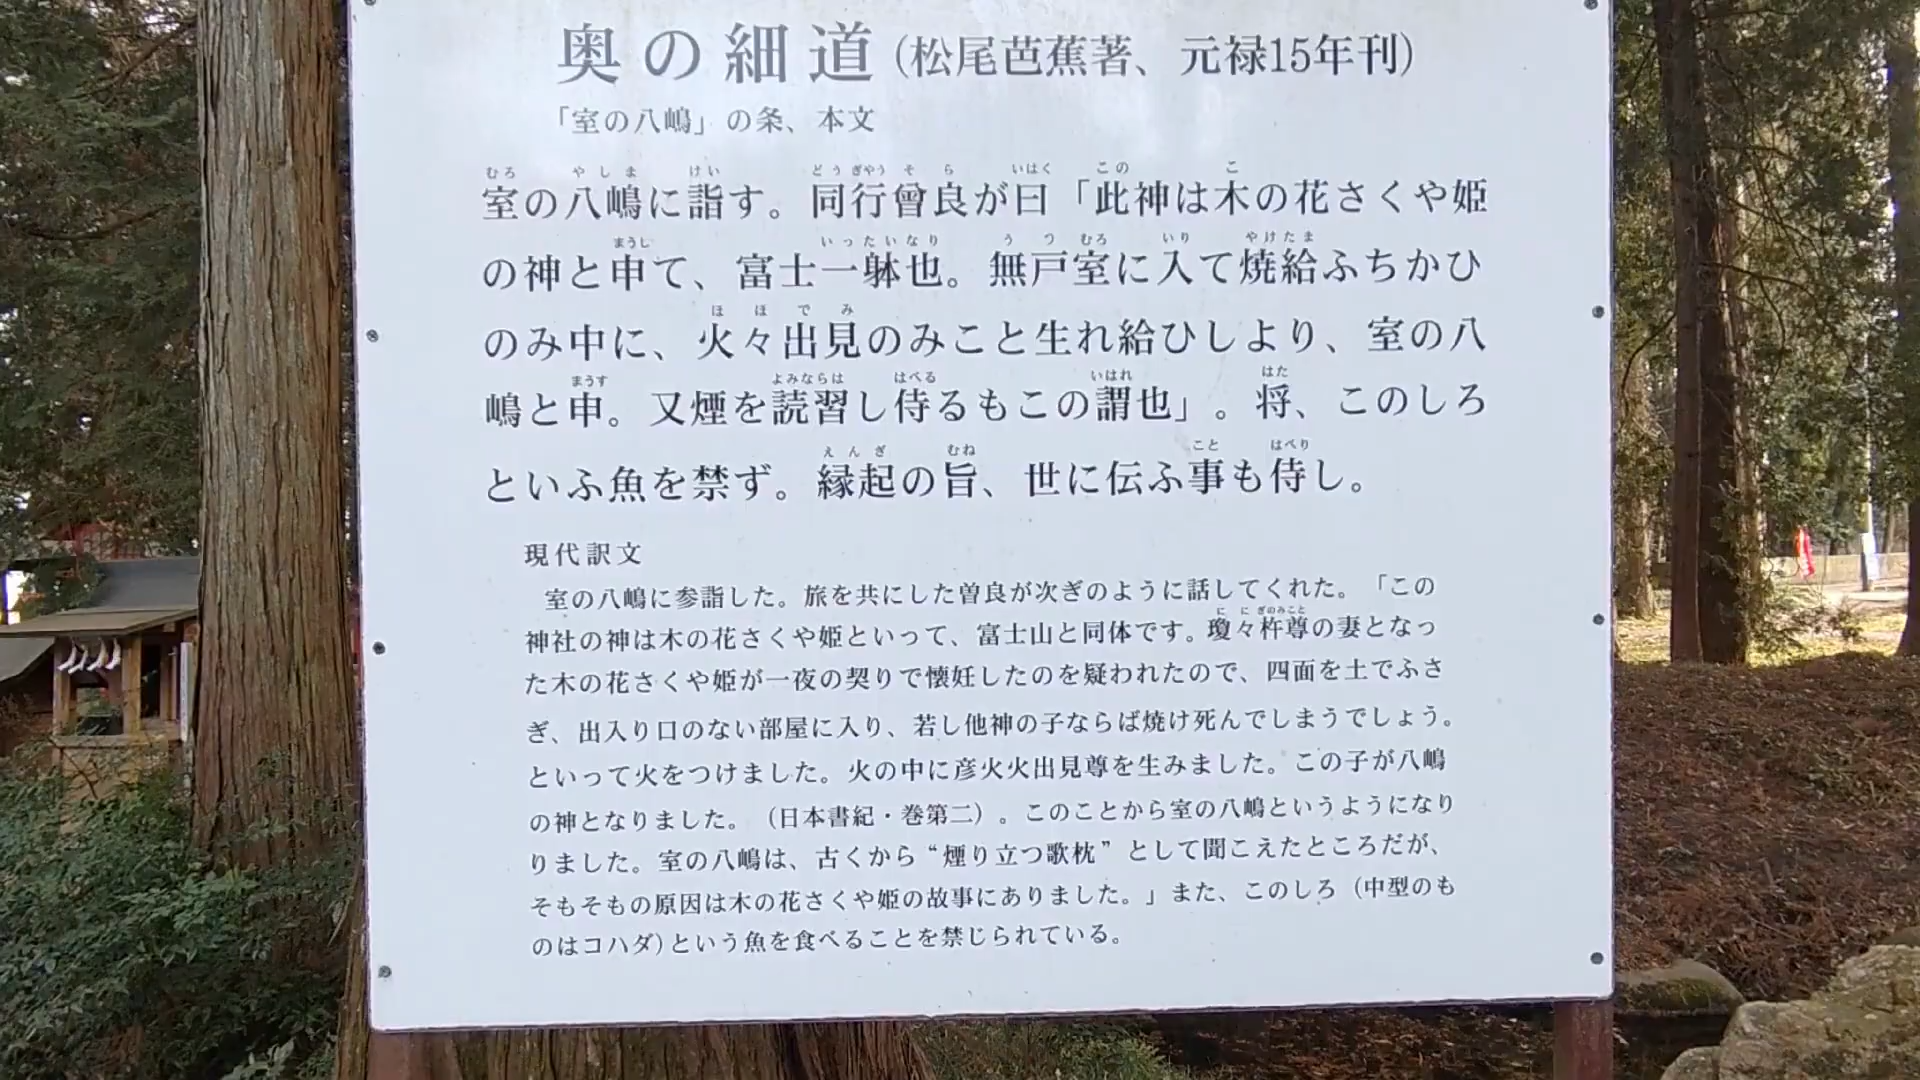 奥の細道(松尾芭蕉著、元禄15年刊)
「室の八嶋」の条、本文
むろ やしま けい どうぎやう そら いはく この こ
室の八嶋に詣す。同行曾良が曰「此神は木の花さくや姫
まうし いったいなり うつ むろ いり やけたま
の神と申て、富士一躰也。無戸室に入て焼給ふちかひ
ほほでみ
のみ中に、火々出見のみこと生れ給ひしより、室の八
まうす よみならは はべる いはれ はた
嶋と申。又煙を読習し侍るもこの謂也」。将、このしろ
えんぎ むね こと はべり
といふ魚を禁ず。縁起の旨、世に伝ふ事も侍し。
現代訳文
室の八嶋に参詣した。旅を共にした曽良が次ぎのように話してくれた。「この
ににぎのみこと
神社の神は木の花さくや姫といって、富士山と同体です。瓊々杵尊の妻となっ
た木の花さくや姫が一夜の契りで懐妊したのを疑われたので、四面を土でふさ
ぎ、出入り口のない部屋に入り、若し他神の子ならば焼け死んでしまうでしょう。
といって火をつけました。火の中に彦火火出見尊を生みました。この子が八嶋
の神となりました。(日本書紀・巻第二)。このことから室の八嶋というようになり
りました。室の八嶋は、古くから“煙り立つ歌枕”として聞こえたところだが、
そもそもの原因は木の花さくや姫の故事にありました。」また、このしろ(中型のも
のはコハダ)という魚を食べることを禁じられている。